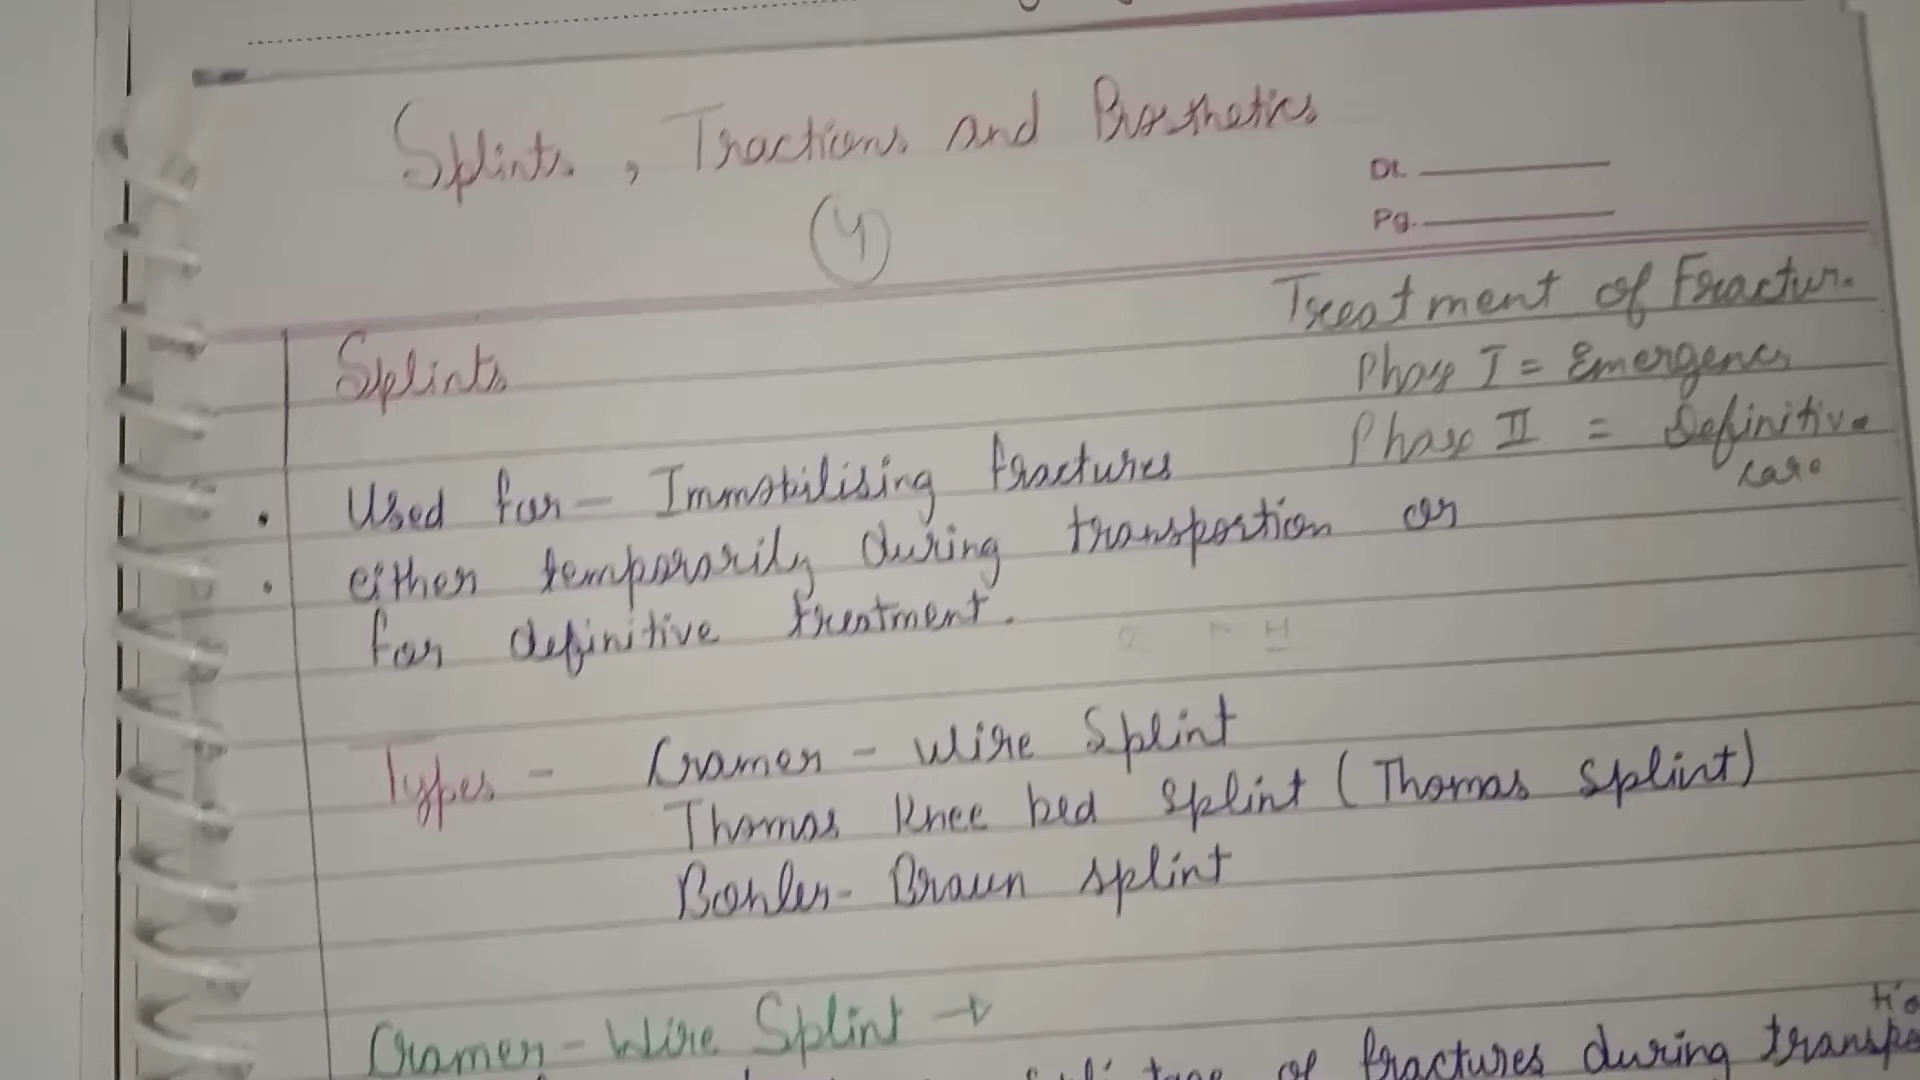 Splints, Tractions and Prosthetics
4
Dt.
Pg.
Treatment of Fractur.
Phase I = Emergency
Phase II = Definitive
care
Splints
Used for - Immobilising fractures
either temporarily during transportion or
for definitive treatment.
Types - Cramer - Wire Splint
Thomas Knee bed Splint (Thomas Splint)
Bohler - Braun splint
Cramer - Wire Splint →
of fractures during